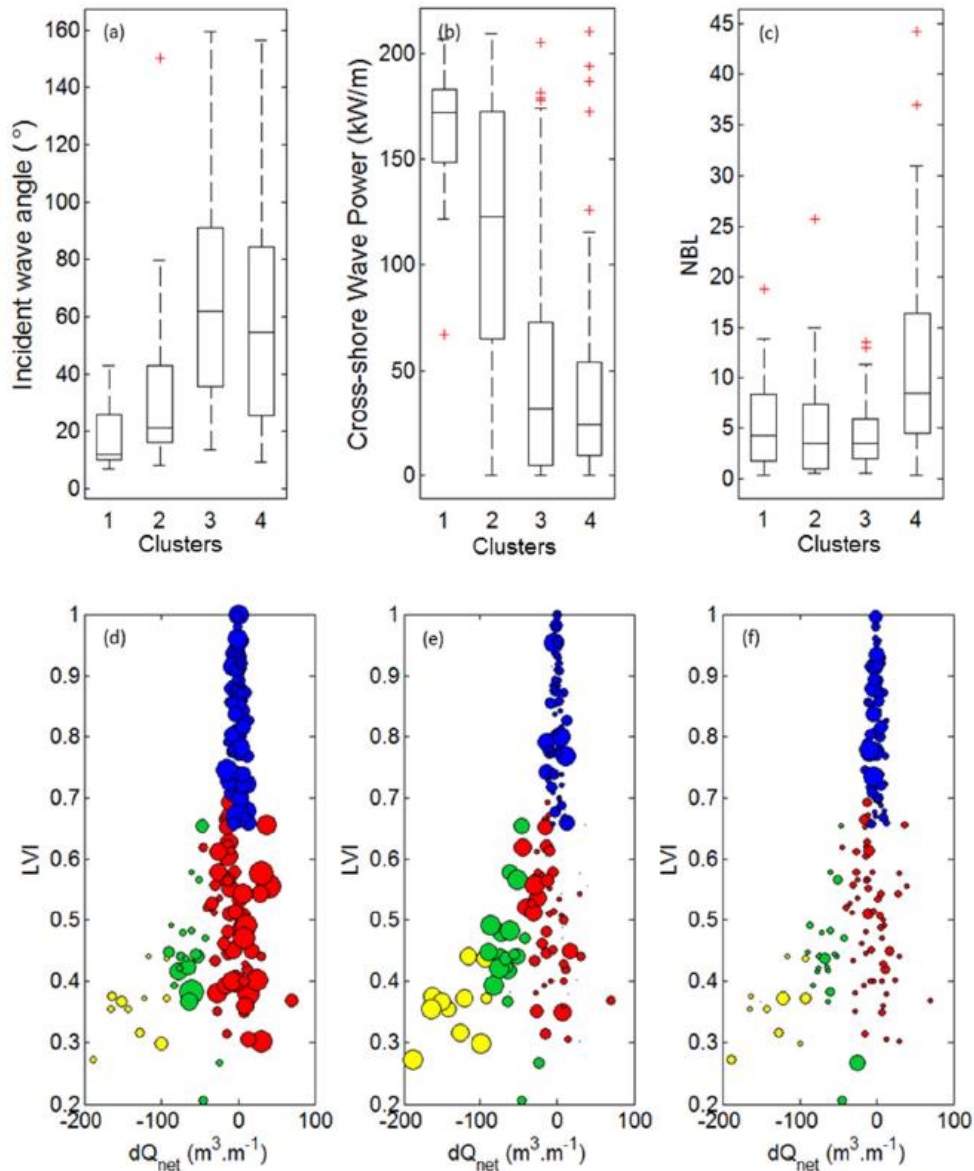 (a)
Incident wave angle (°)
160
140
120
100
80
60
40
20
0
1 2 3 4
Clusters
(b)
Cross-shore Wave Power (kW/m)
200
150
100
50
0
1 2 3 4
Clusters
(c)
NBL
45
40
35
30
25
20
15
10
5
0
1 2 3 4
Clusters
(d)
LVI
1
0.9
0.8
0.7
0.6
0.5
0.4
0.3
0.2
-200 -100 0 100
dQnet (m³.m⁻¹)
(e)
LVI
1
0.9
0.8
0.7
0.6
0.5
0.4
0.3
0.2
-200 -100 0 100
dQnet (m³.m⁻¹)
(f)
LVI
1
0.9
0.8
0.7
0.6
0.5
0.4
0.3
0.2
-200 -100 0 100
dQnet (m³.m⁻¹)